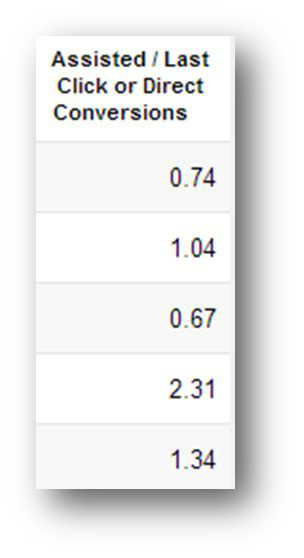 Assisted / Last
Click or Direct
Conversions
0.74
1.04
0.67
2.31
1.34